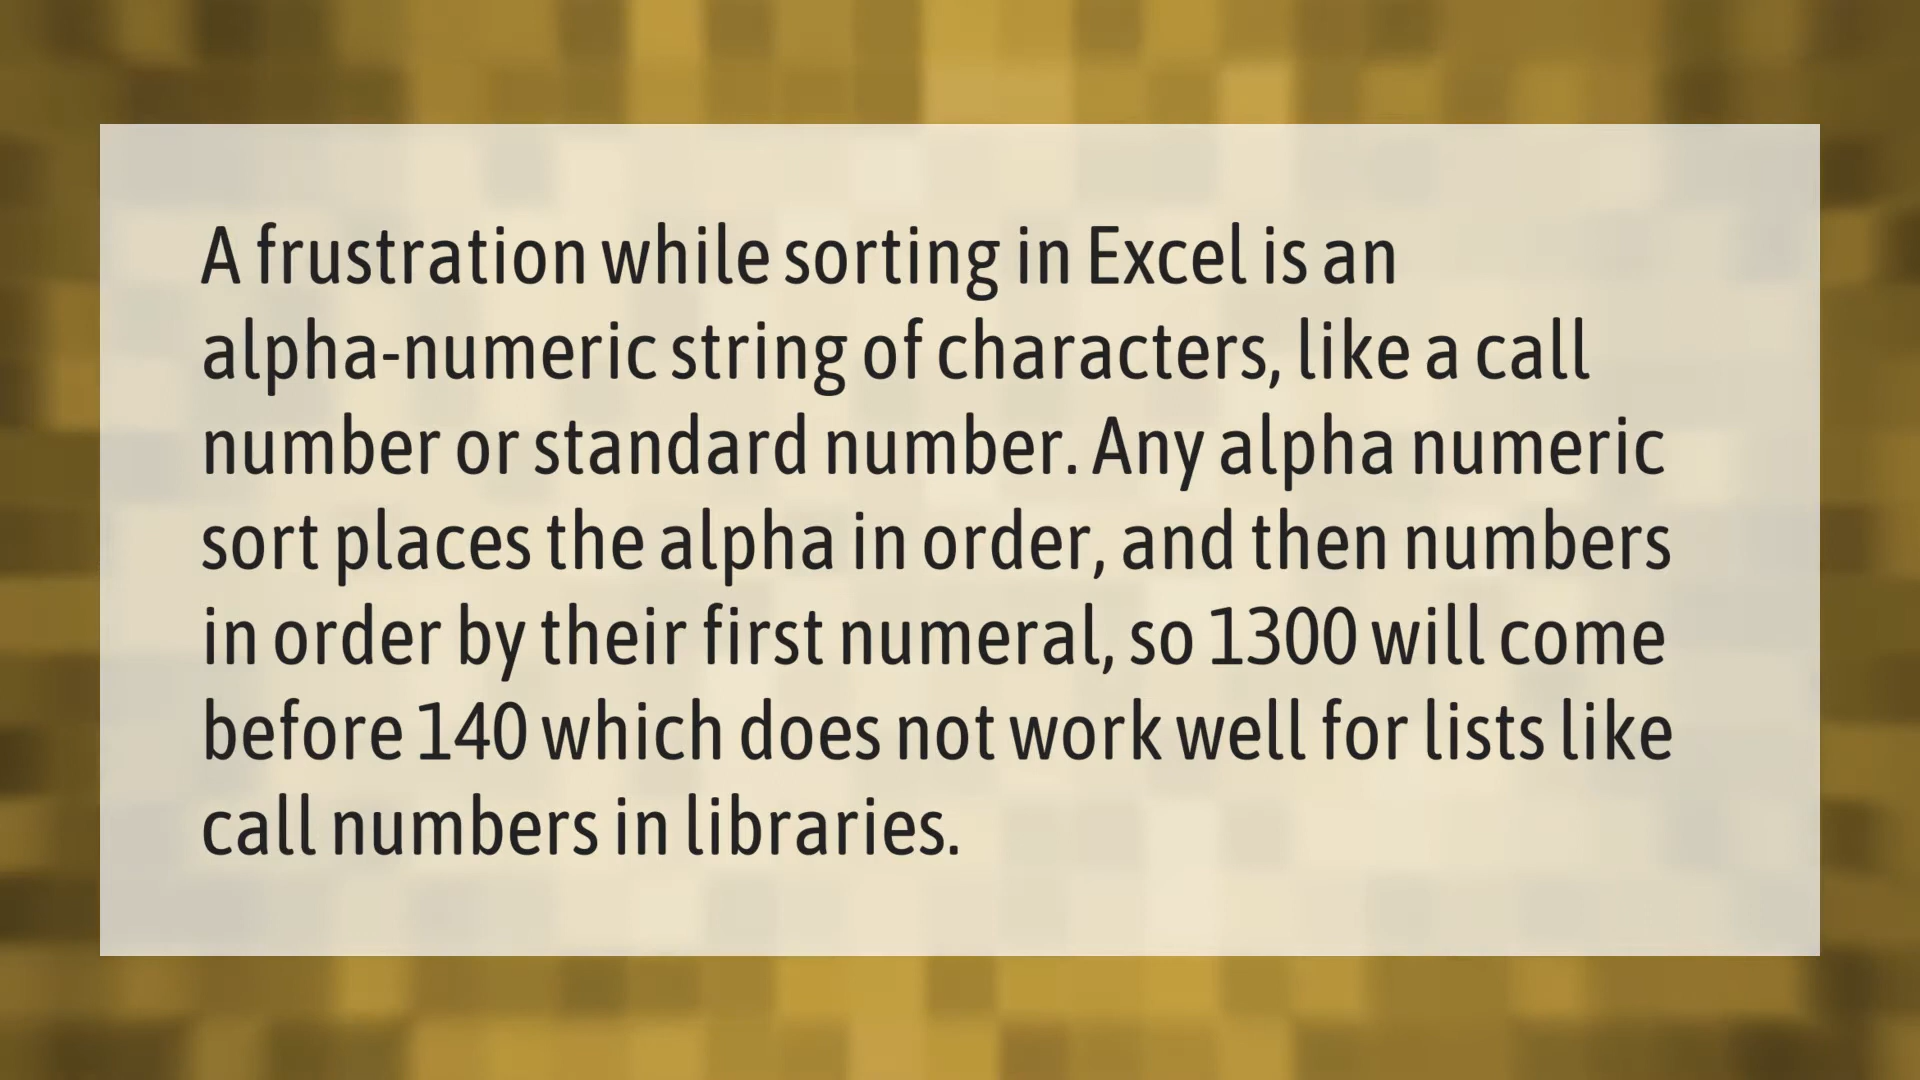 A frustration while sorting in Excel is an
alpha-numeric string of characters, like a call
number or standard number. Any alpha numeric
sort places the alpha in order, and then numbers
in order by their first numeral, so 1300 will come
before 140 which does not work well for lists like
call numbers in libraries.